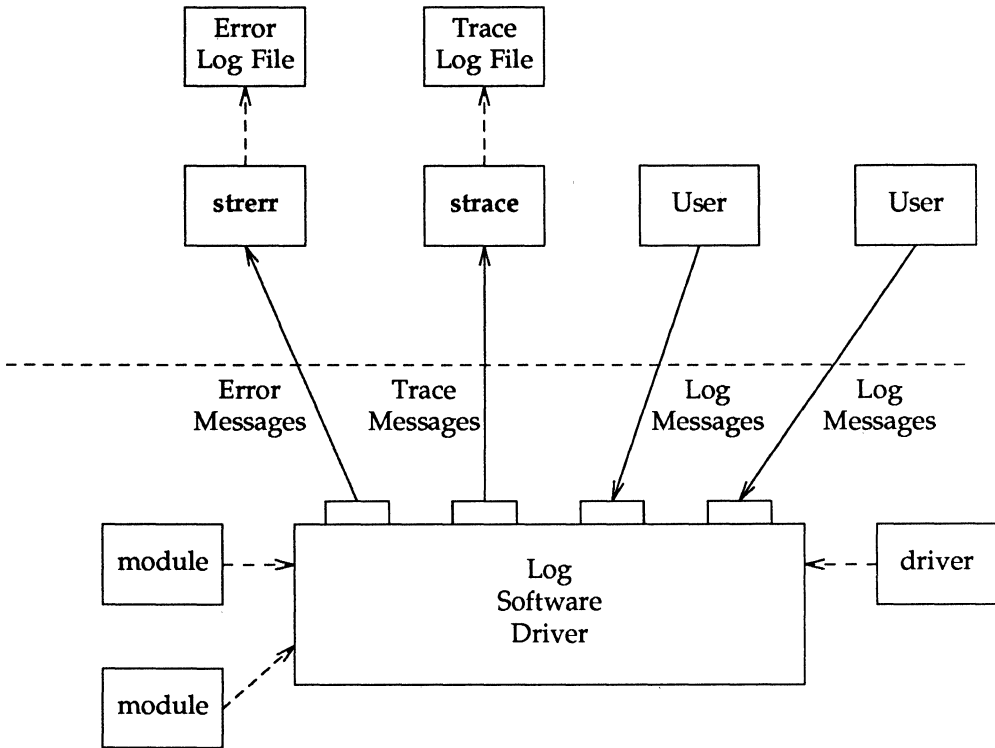 Error
Log File
Trace
Log File
strerr
strace
User
User
Error
Messages
Trace
Messages
Log
Messages
Log
Messages
module
Log
Software
Driver
driver
module